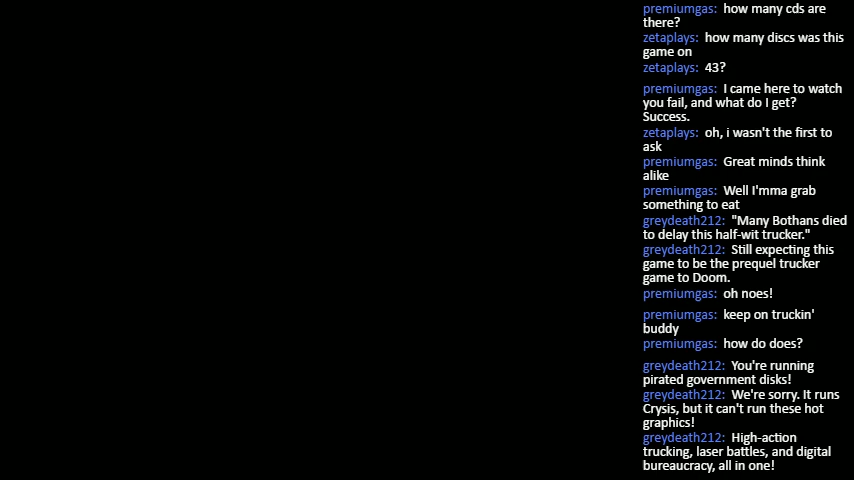 premiumgas: how many cds are
there?
zetaplays: how many discs was this
game on
zetaplays: 43?
premiumgas: I came here to watch
you fail, and what do I get?
Success.
zetaplays: oh, i wasn't the first to
ask
premiumgas: Great minds think
alike
premiumgas: Well I'mma grab
something to eat
greydeath212: "Many Bothans died
to delay this half-wit trucker."
greydeath212: Still expecting this
game to be the prequel trucker
game to Doom.
premiumgas: oh noes!
premiumgas: keep on truckin'
buddy
premiumgas: how do does?
greydeath212: You're running
pirated government disks!
greydeath212: We're sorry. It runs
Crysis, but it can't run these hot
graphics!
greydeath212: High-action
trucking, laser battles, and digital
bureaucracy, all in one!